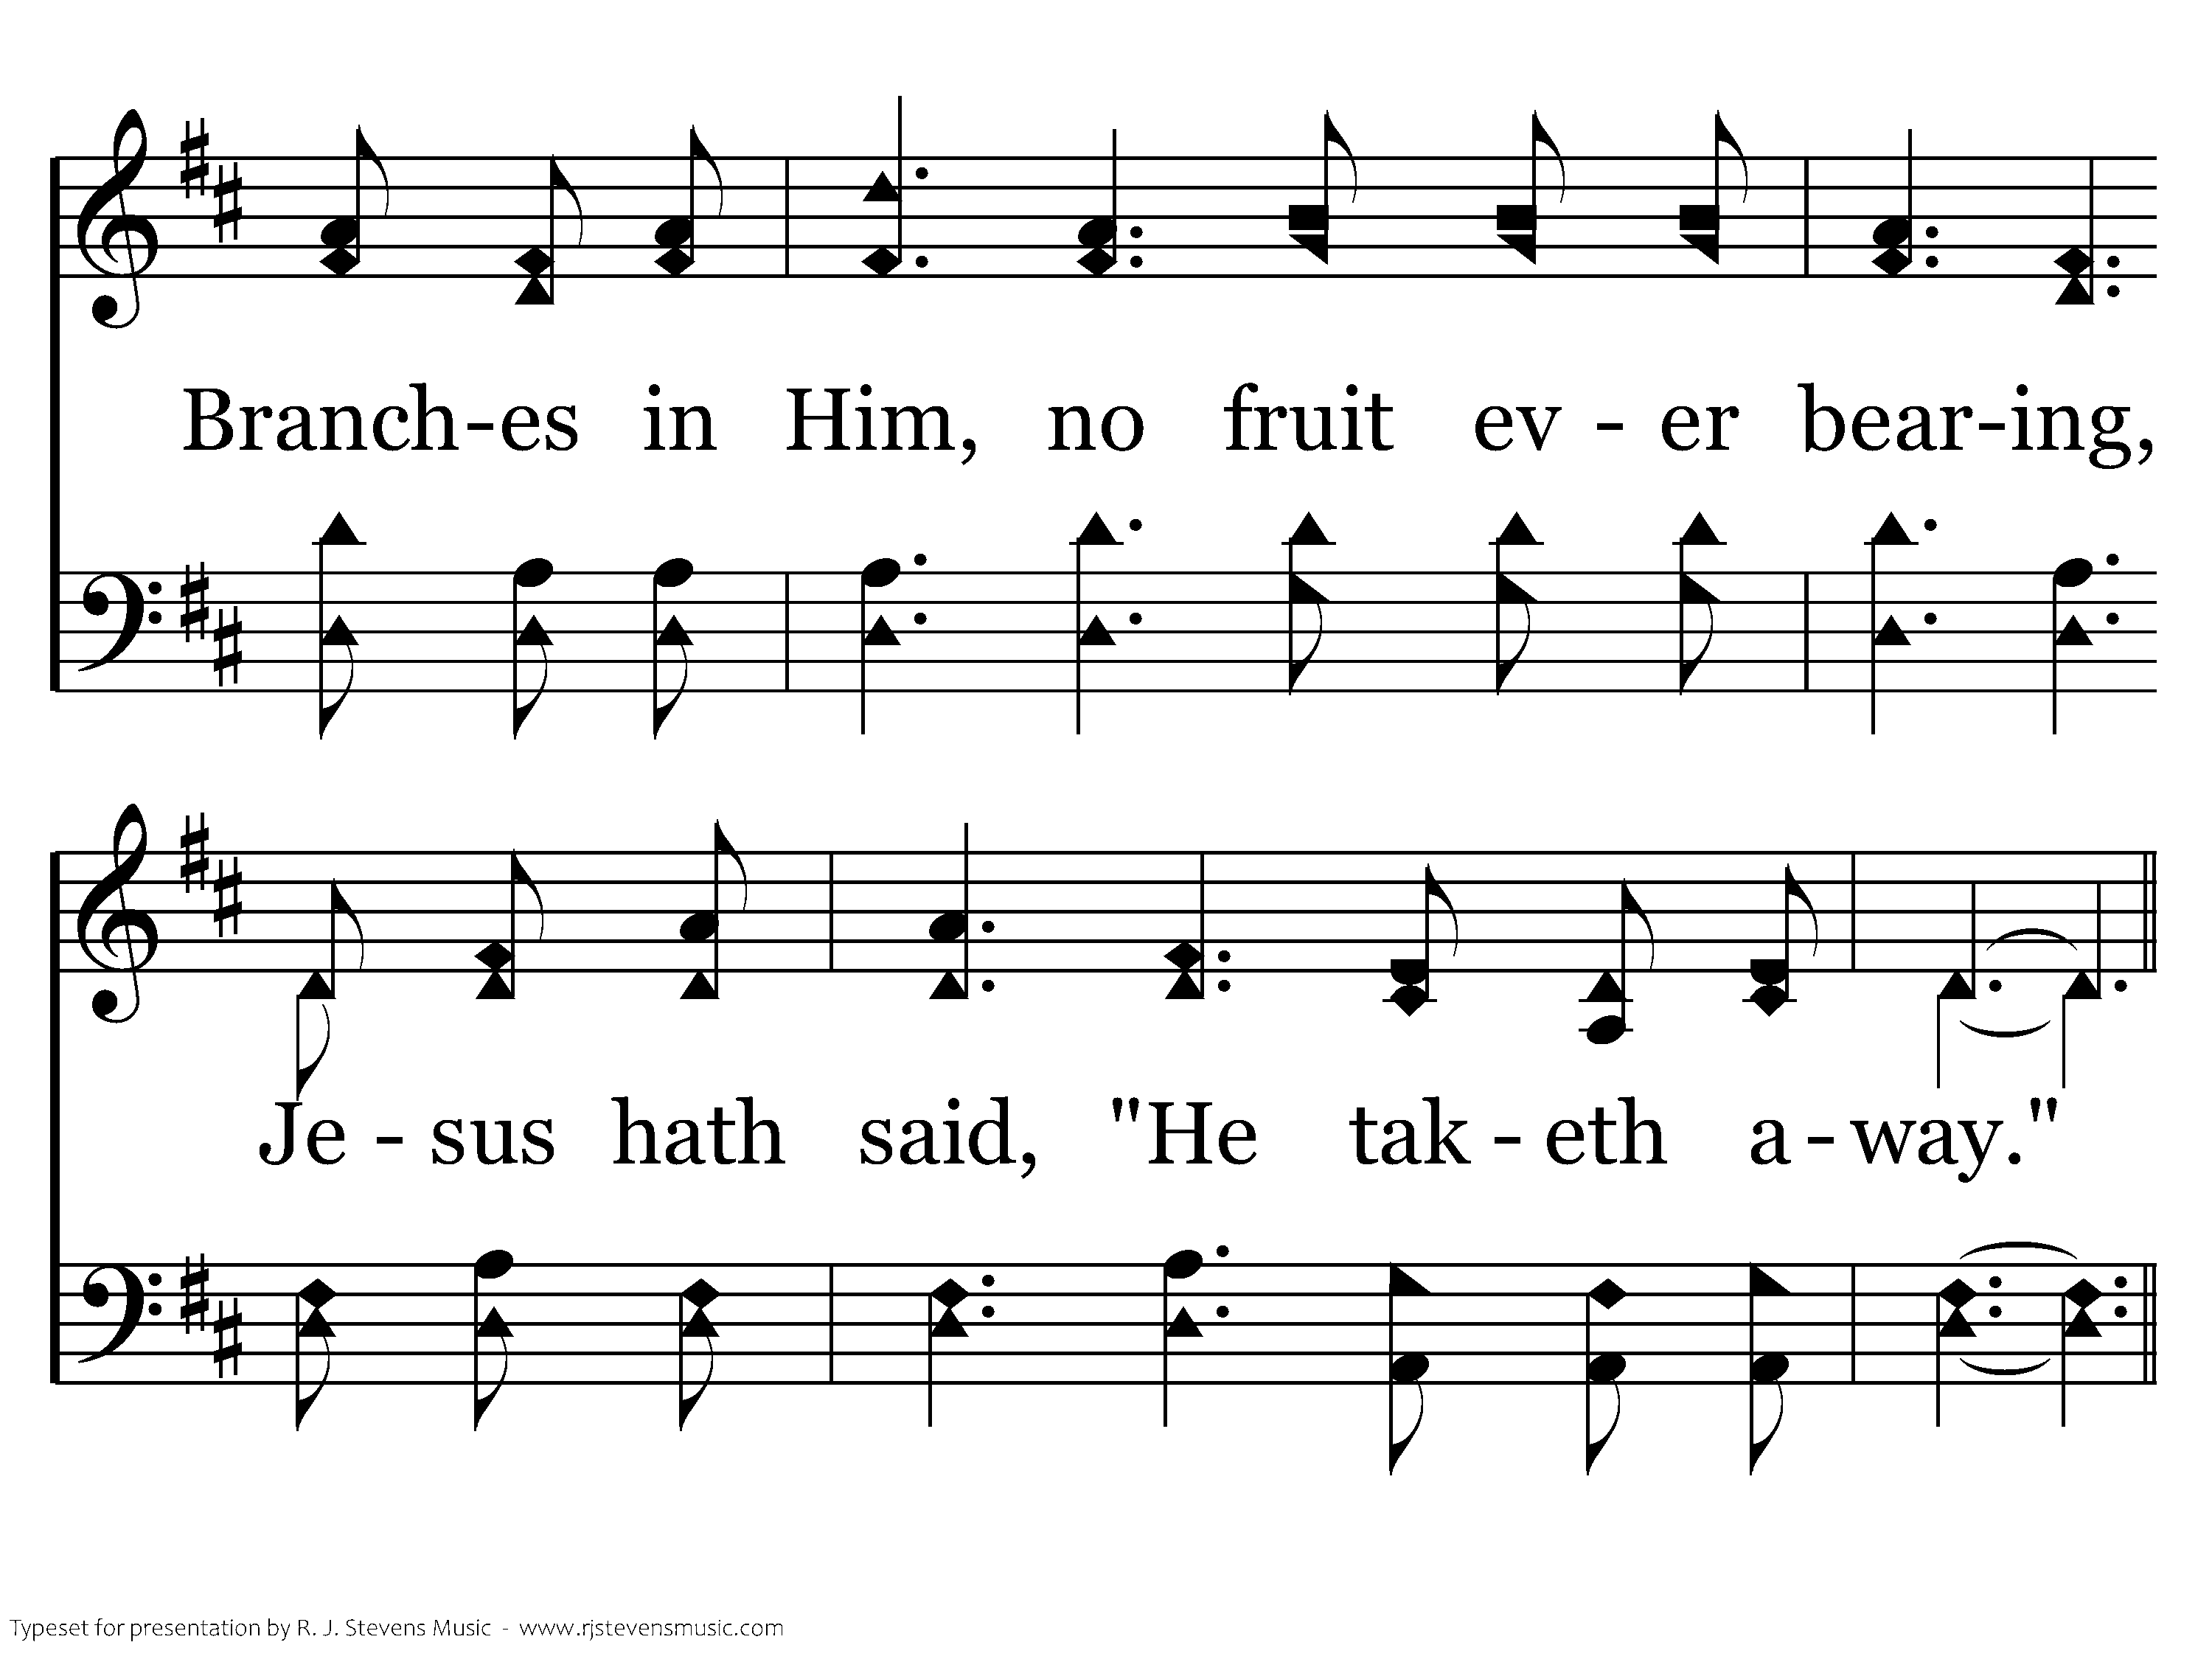 Branch-es in Him, no fruit ev - er bear-ing,
Je - sus hath said, "He tak - eth a - way."
Typeset for presentation by R. J. Stevens Music - www.rjstevensmusic.com